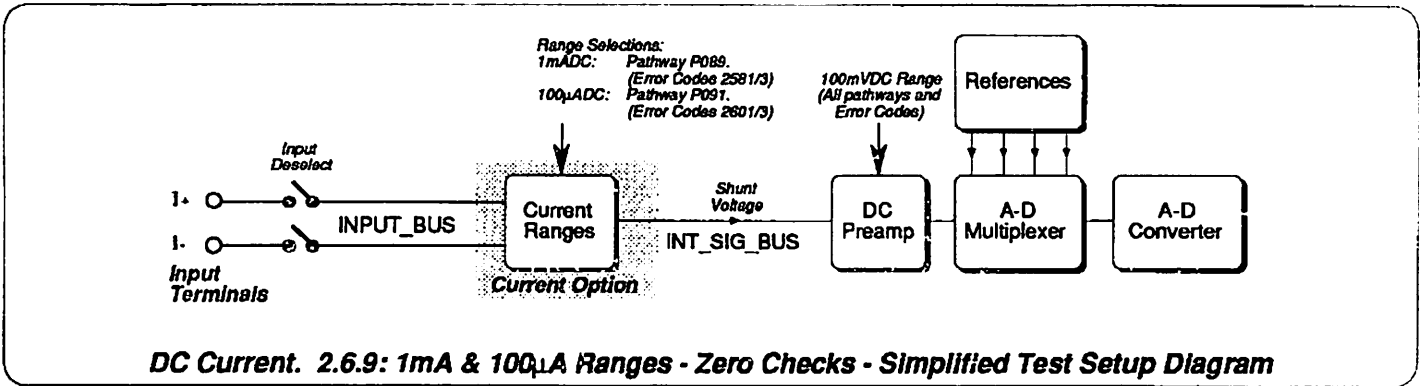 Range Selections:
1mADC: Pathway P089.
(Error Codes 2581/3)
100µADC: Pathway P091.
(Error Codes 2601/3)
100mVDC Range
(All pathways and
Error Codes)
References
Input
Deselect
I+
I-
INPUT_BUS
Input
Terminals
Current
Ranges
Current Option
Shunt
Voltage
INT_SIG_BUS
DC
Preamp
A-D
Multiplexer
A-D
Converter
DC Current. 2.6.9: 1mA & 100µA Ranges - Zero Checks - Simplified Test Setup Diagram